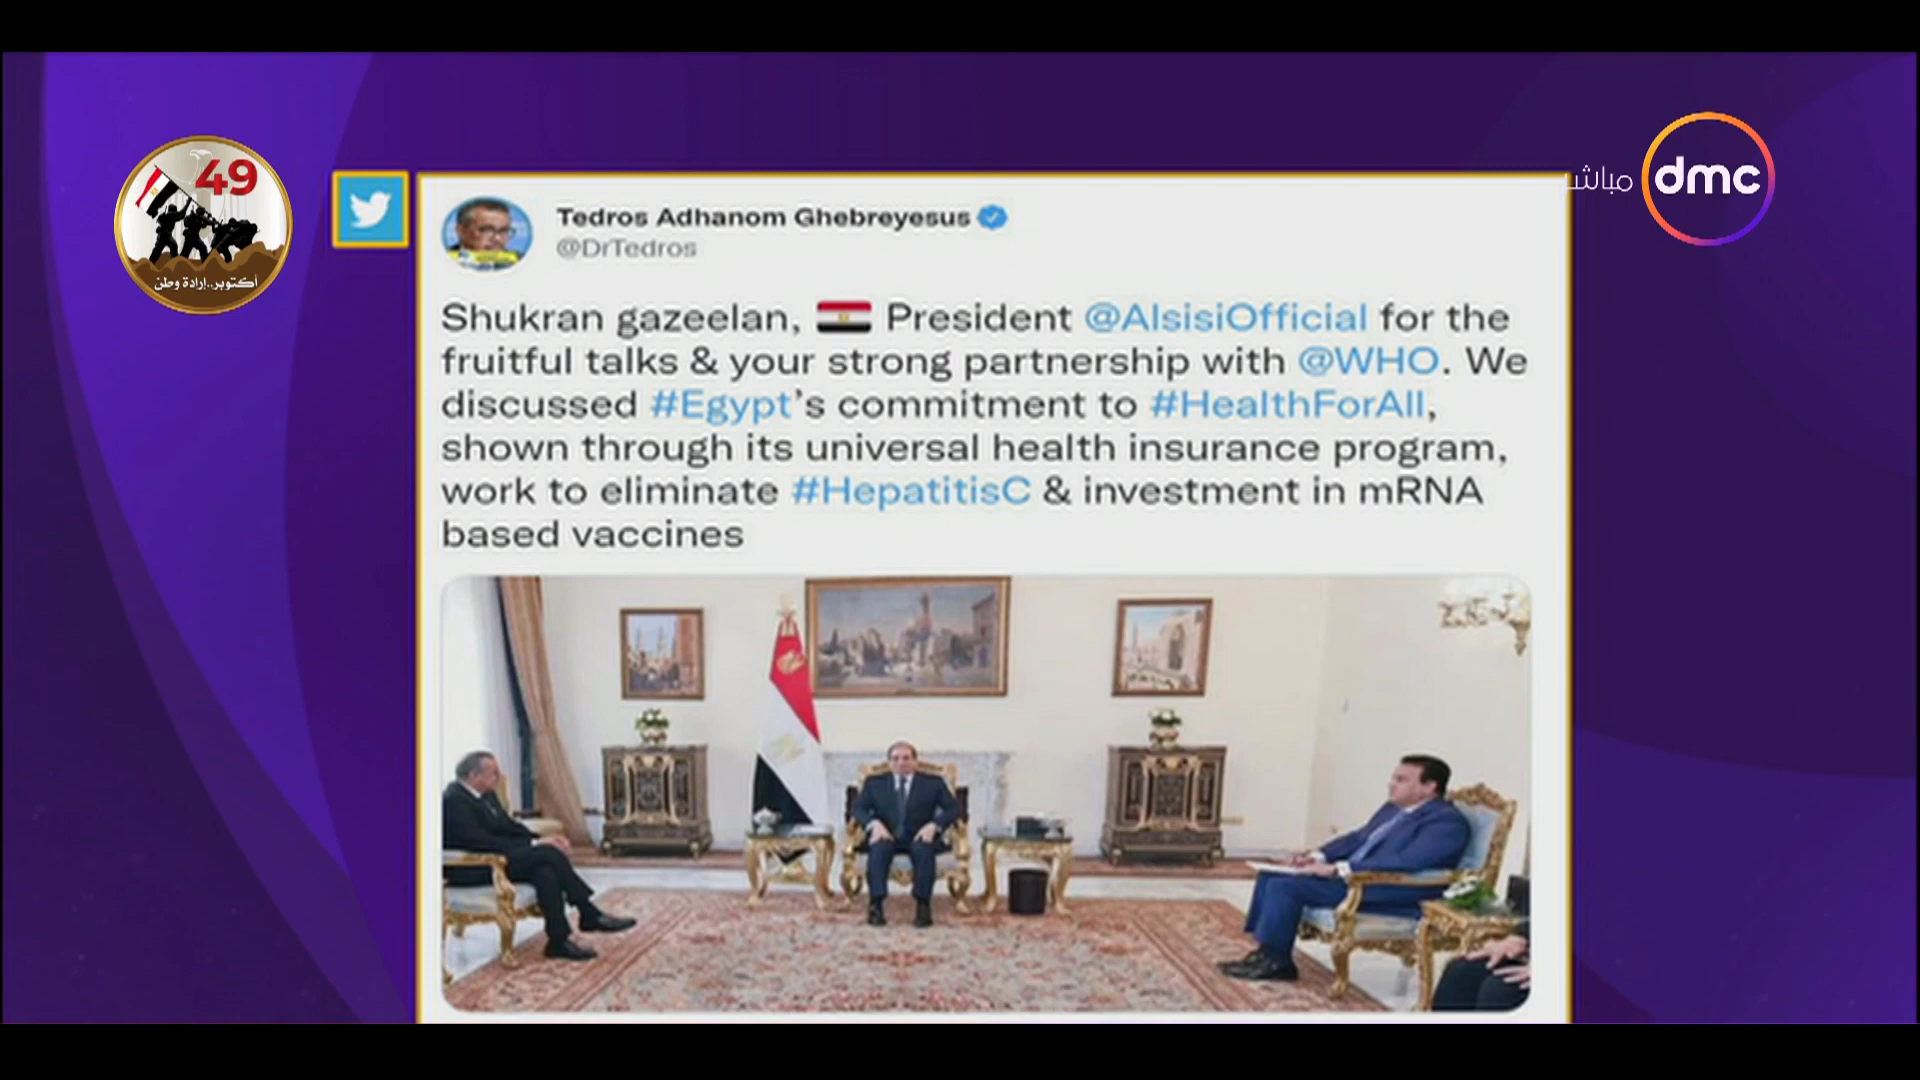 49
أكتوبر..إرادة وطن
مباشر
dmc
Tedros Adhanom Ghebreyesus
@DrTedros
Shukran gazeelan, 🇪🇬 President @AlsisiOfficial for the
fruitful talks & your strong partnership with @WHO. We
discussed #Egypt's commitment to #HealthForAll,
shown through its universal health insurance program,
work to eliminate #HepatitisC & investment in mRNA
based vaccines